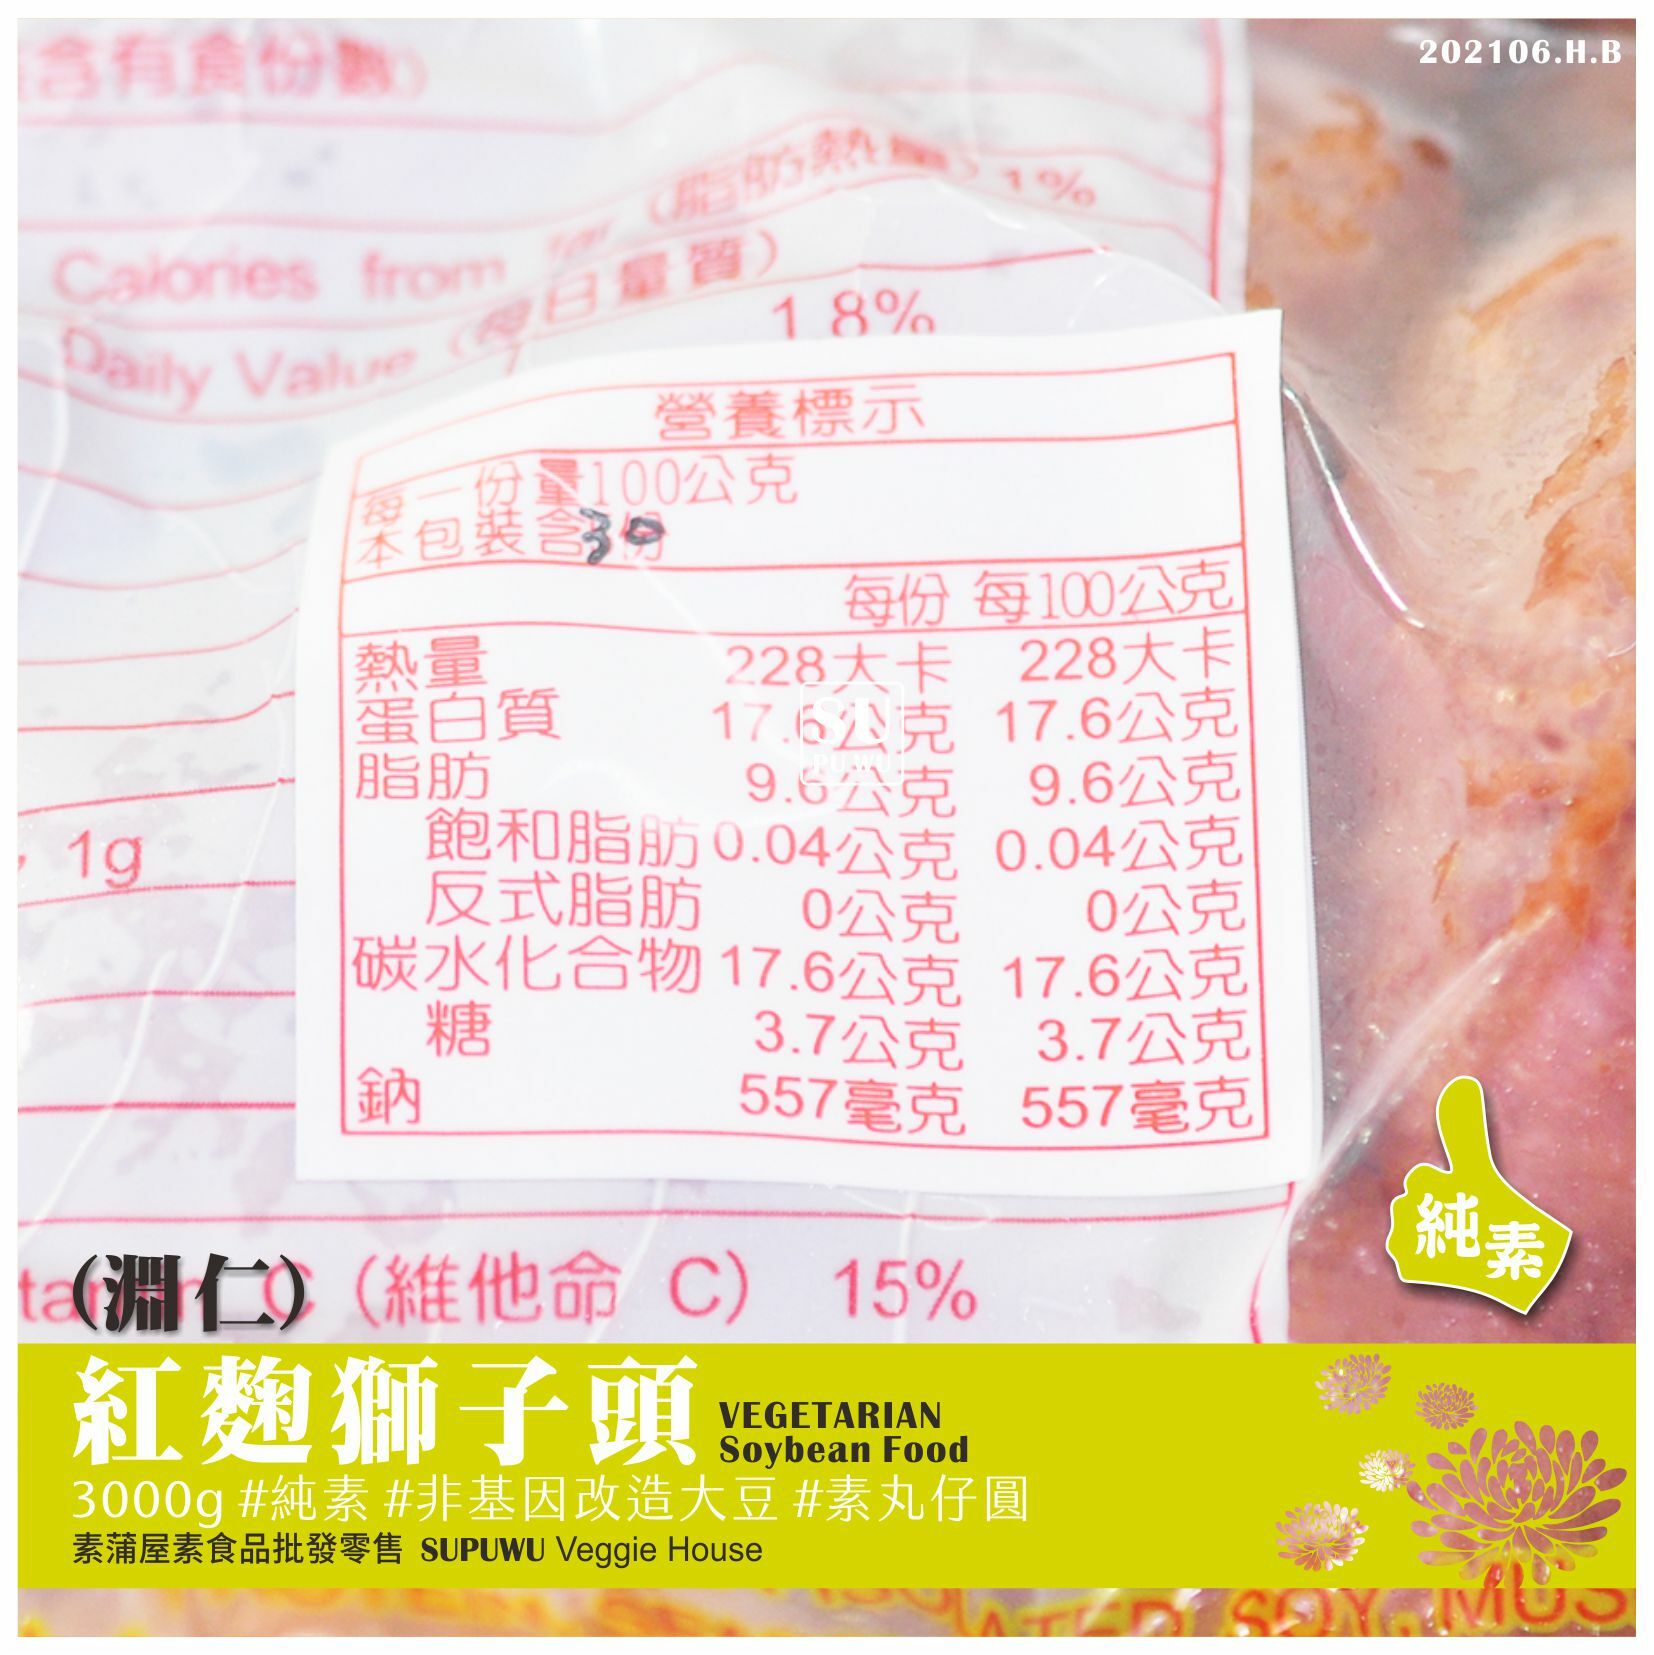 202106.H.B
含有食份數)
Calories from far (脂肪熱量) 1%
Daily Value (每日量質)
18%
營養標示
每一份量100公克
本包裝含30份
每份 每100公克
熱量 228大卡 228大卡
蛋白質 17.6公克 17.6公克
脂肪 9.6公克 9.6公克
飽和脂肪 0.04公克 0.04公克
反式脂肪 0公克 0公克
碳水化合物 17.6公克 17.6公克
糖 3.7公克 3.7公克
鈉 557毫克 557毫克
SU
PU WU
1g
純素
C (維他命 C) 15%
(淵仁)
紅麴獅子頭 VEGETARIAN
Soybean Food
3000g #純素 #非基因改造大豆 #素丸仔圓
素蒲屋素食品批發零售 SUPUWU Veggie House
SOY, MUS